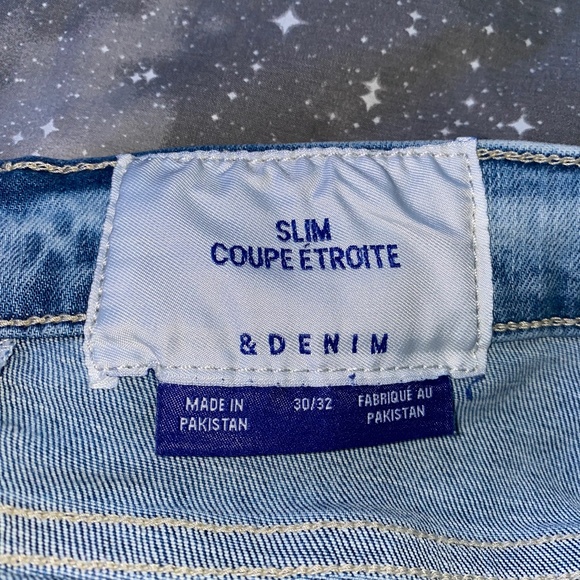 SLIM
COUPE ÉTROITE
& DENIM
MADE IN
PAKISTAN
30/32
FABRIQUÉ AU
PAKISTAN